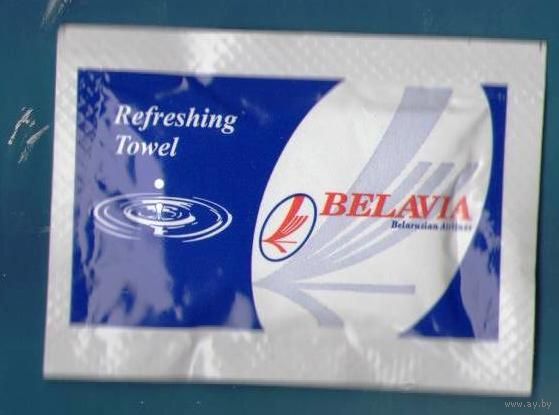 Refreshing
Towel
BELAVIA
Belarusian Airlines
www.ay.by